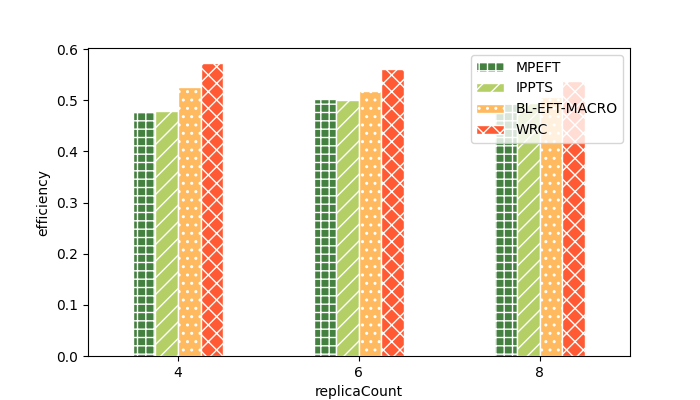 0.6
0.5
0.4
0.3
0.2
0.1
0.0
efficiency
4
6
8
replicaCount
MPEFT
IPPTS
BL-EFT-MACRO
WRC